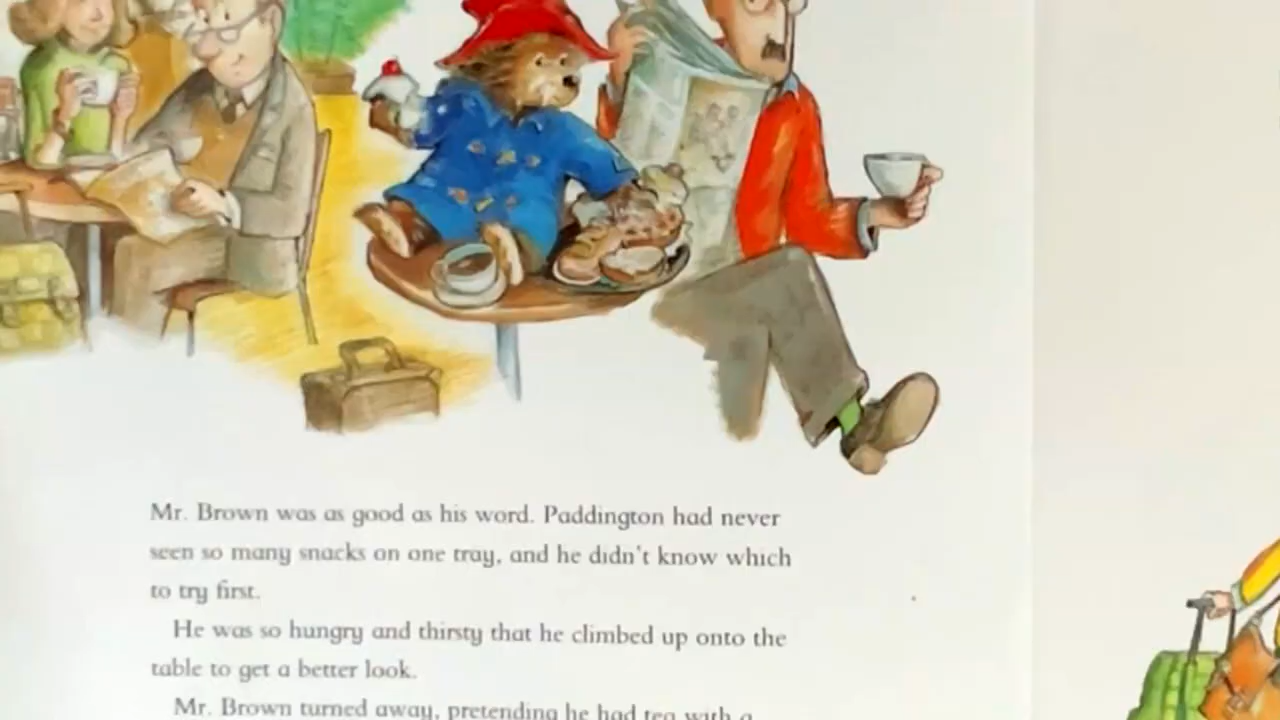 Mr. Brown was as good as his word. Paddington had never
seen so many snacks on one tray, and he didn't know which
to try first.
He was so hungry and thirsty that he climbed up onto the
table to get a better look.
Mr. Brown turned away, pretending he had tea with a